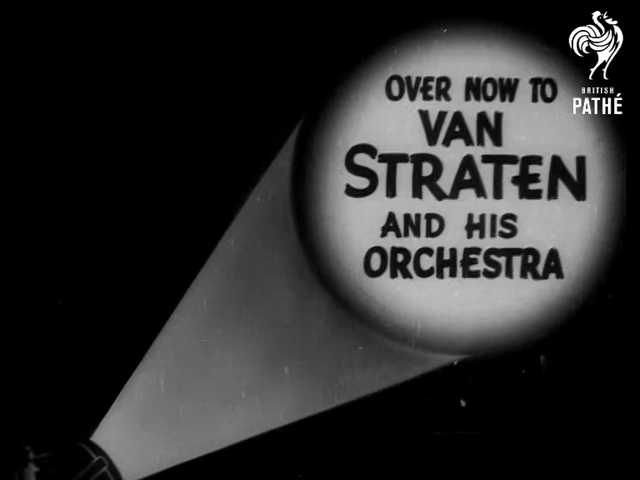 OVER NOW TO
VAN
STRATEN
AND HIS
ORCHESTRA
BRITISH
PATHÉ